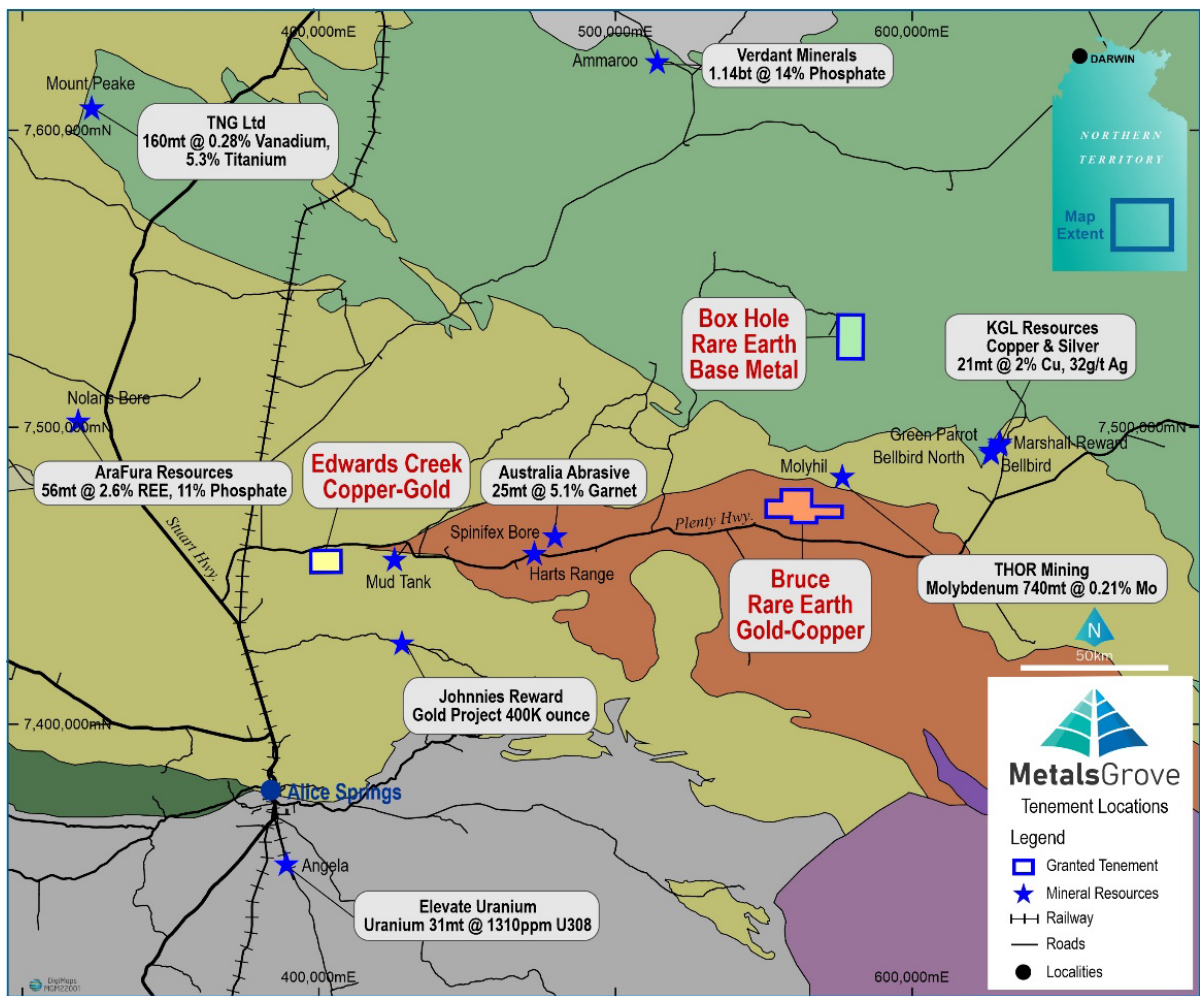 400,000mE
500,000mE
600,000mE
Ammaroo
Verdant Minerals
1.14bt @ 14% Phosphate
DARWIN
NORTHERN
TERRITORY
Map
Extent
Mount Peake
TNG Ltd
160mt @ 0.28% Vanadium,
5.3% Titanium
7,600,000mN
Box Hole
Rare Earth
Base Metal
KGL Resources
Copper & Silver
21mt @ 2% Cu, 32g/t Ag
Nolans Bore
7,500,000mN
7,500,000mN
Green Parrot
Marshall-Reward
Bellbird North
Bellbird
AraFura Resources
56mt @ 2.6% REE, 11% Phosphate
Edwards Creek
Copper-Gold
Australia Abrasive
25mt @ 5.1% Garnet
Molyhil
Stuart Hwy.
Spinifex Bore
Plenty Hwy.
Mud Tank
Harts Range
Bruce
Rare Earth
Gold-Copper
THOR Mining
Molybdenum 740mt @ 0.21% Mo
N
50km
Johnnies Reward
Gold Project 400K ounce
7,400,000mN
Alice Springs
Angela
Elevate Uranium
Uranium 31mt @ 1310ppm U308
MetalsGrove
Tenement Locations
Legend
Granted Tenement
Mineral Resources
Railway
Roads
Localities
DigiMaps
MGM22001
400,000mE
600,000mE